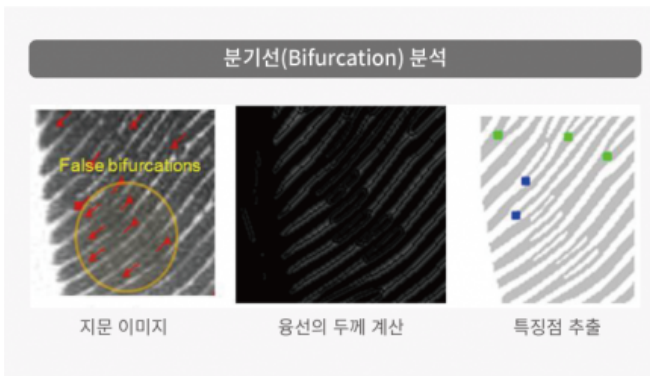 분기선(Bifurcation) 분석
False bifurcations
지문 이미지
융선의 두께 계산
특징점 추출